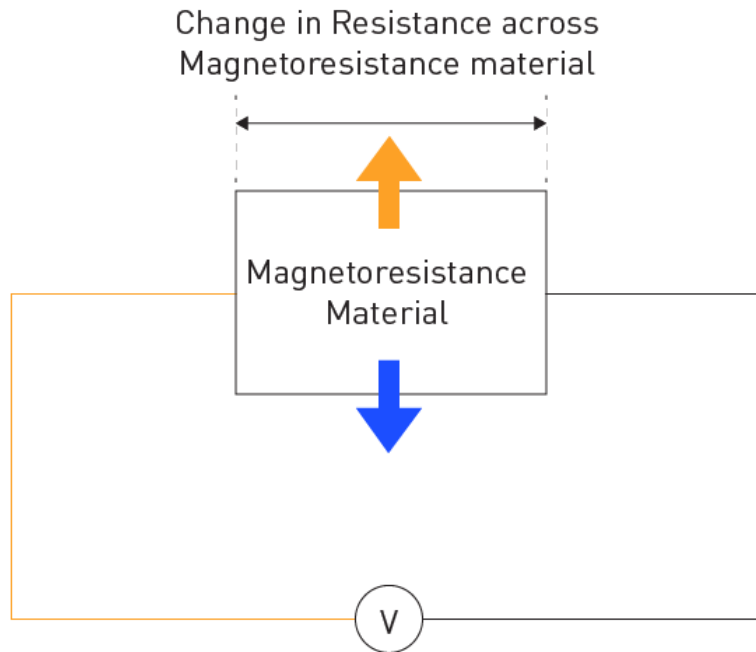 Change in Resistance across
Magnetoresistance material
Magnetoresistance
Material
V